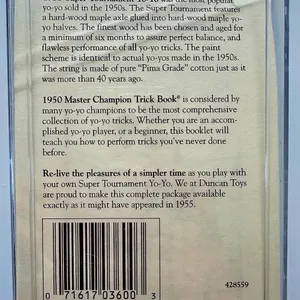 Super Tournament Yo-Yo was the most popular
yo-yo sold in the 1950s. The Super Tournament features
a hard-wood maple axle glued into hard-wood maple yo-
yo halves. The finest wood has been chosen and aged for
a minimum of six months to assure perfect balance, and
flawless performance of all yo-yo tricks. The paint
scheme is identical to actual yo-yos made in the 1950s.
The string is made of pure "Pima Grade" cotton just as it
was more than 40 years ago.
1950 Master Champion Trick Book® is considered by
many yo-yo champions to be the most comprehensive
collection of yo-yo tricks. Whether you are an accom-
plished yo-yo player, or a beginner, this booklet will
teach you how to perform tricks you've never done
before.
Re-live the pleasures of a simpler time as you play with
your own Super Tournament Yo-Yo. We at Duncan Toys
are proud to make this complete package available
exactly as it might have appeared in 1955.
0 71617 03600 3
428559